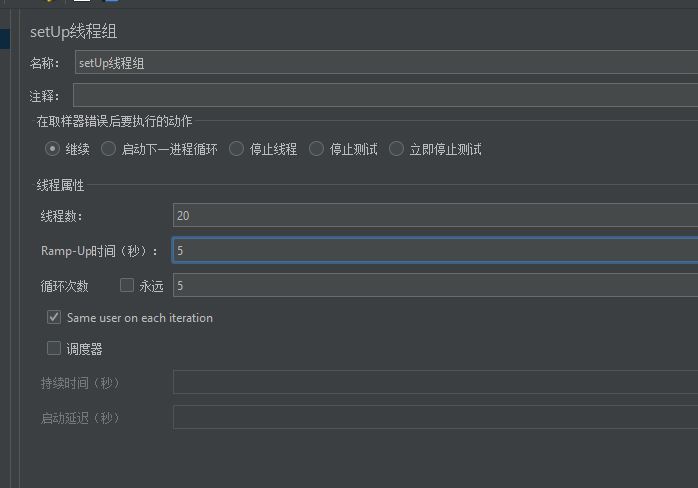 setUp线程组
名称： setUp线程组
注释：
在取样器错误后要执行的动作
继续 启动下一进程循环 停止线程 停止测试 立即停止测试
线程属性
线程数： 20
Ramp-Up时间（秒）： 5
循环次数 永远 5
Same user on each iteration
调度器
持续时间（秒）
启动延迟（秒）